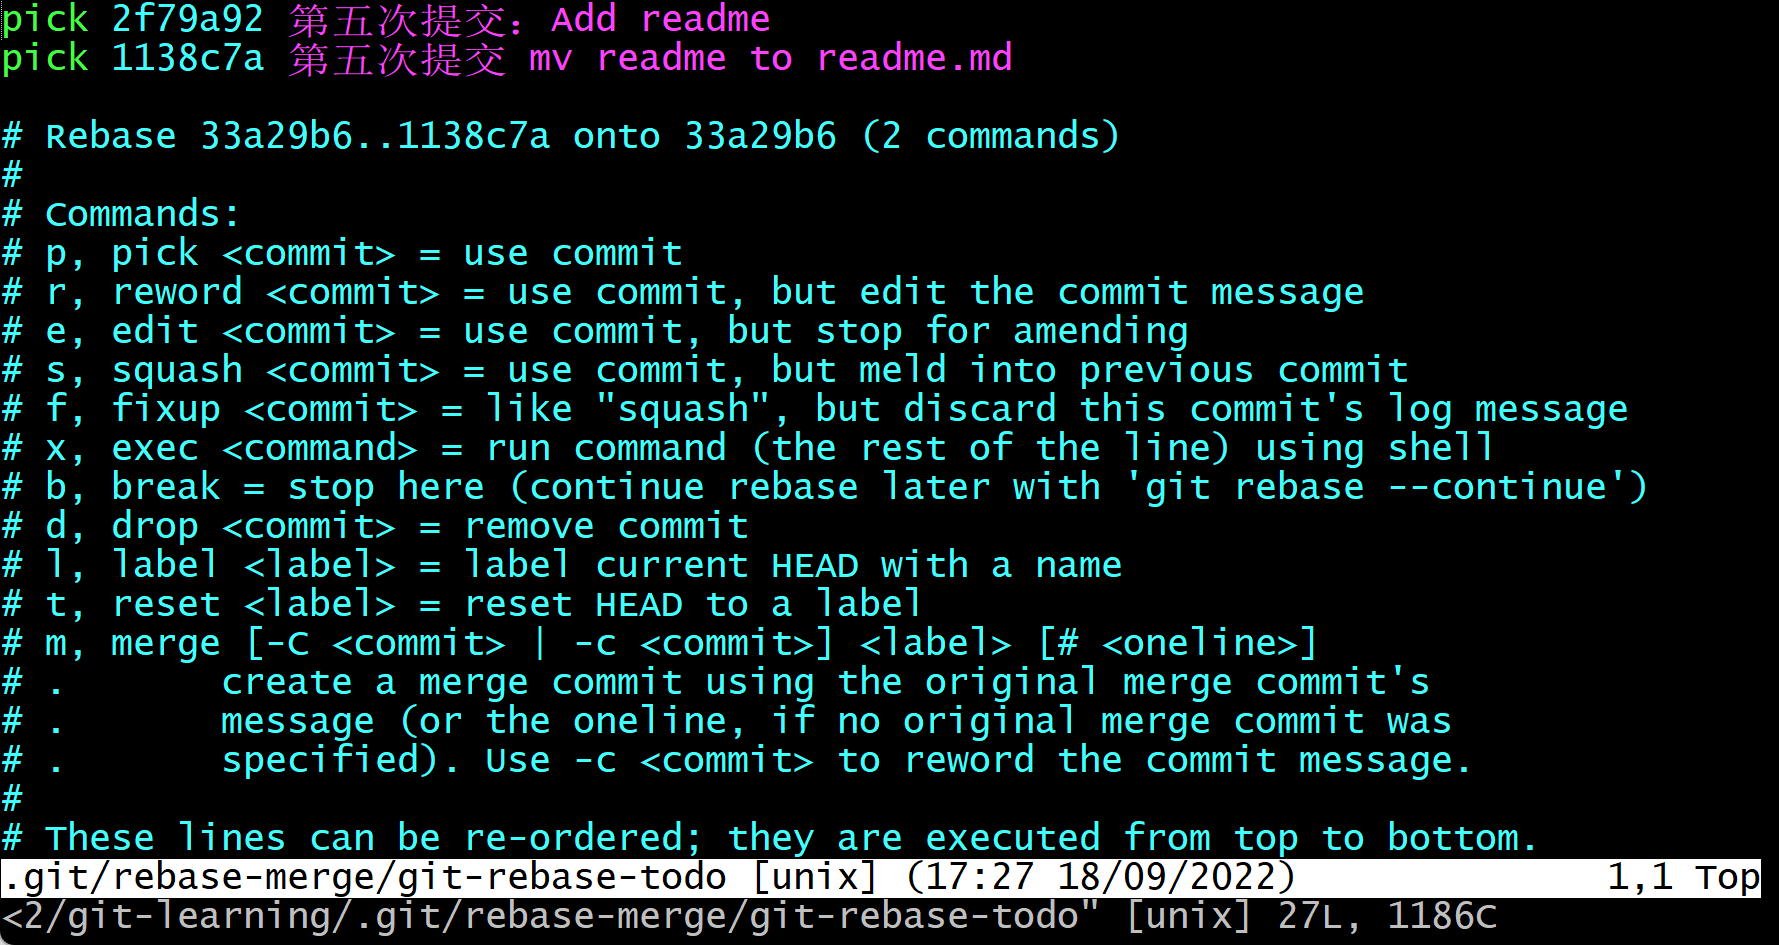 pick 2f79a92 第五次提交：Add readme
pick 1138c7a 第五次提交 mv readme to readme.md
# Rebase 33a29b6..1138c7a onto 33a29b6 (2 commands)
#
# Commands:
# p, pick <commit> = use commit
# r, reword <commit> = use commit, but edit the commit message
# e, edit <commit> = use commit, but stop for amending
# s, squash <commit> = use commit, but meld into previous commit
# f, fixup <commit> = like "squash", but discard this commit's log message
# x, exec <command> = run command (the rest of the line) using shell
# b, break = stop here (continue rebase later with 'git rebase --continue')
# d, drop <commit> = remove commit
# l, label <label> = label current HEAD with a name
# t, reset <label> = reset HEAD to a label
# m, merge [-C <commit> | -c <commit>] <label> [# <oneline>]
# .       create a merge commit using the original merge commit's
# .       message (or the oneline, if no original merge commit was
# .       specified). Use -c <commit> to reword the commit message.
#
# These lines can be re-ordered; they are executed from top to bottom.
.git/rebase-merge/git-rebase-todo [unix] (17:27 18/09/2022) 1,1 Top
<2/git-learning/.git/rebase-merge/git-rebase-todo" [unix] 27L, 1186C